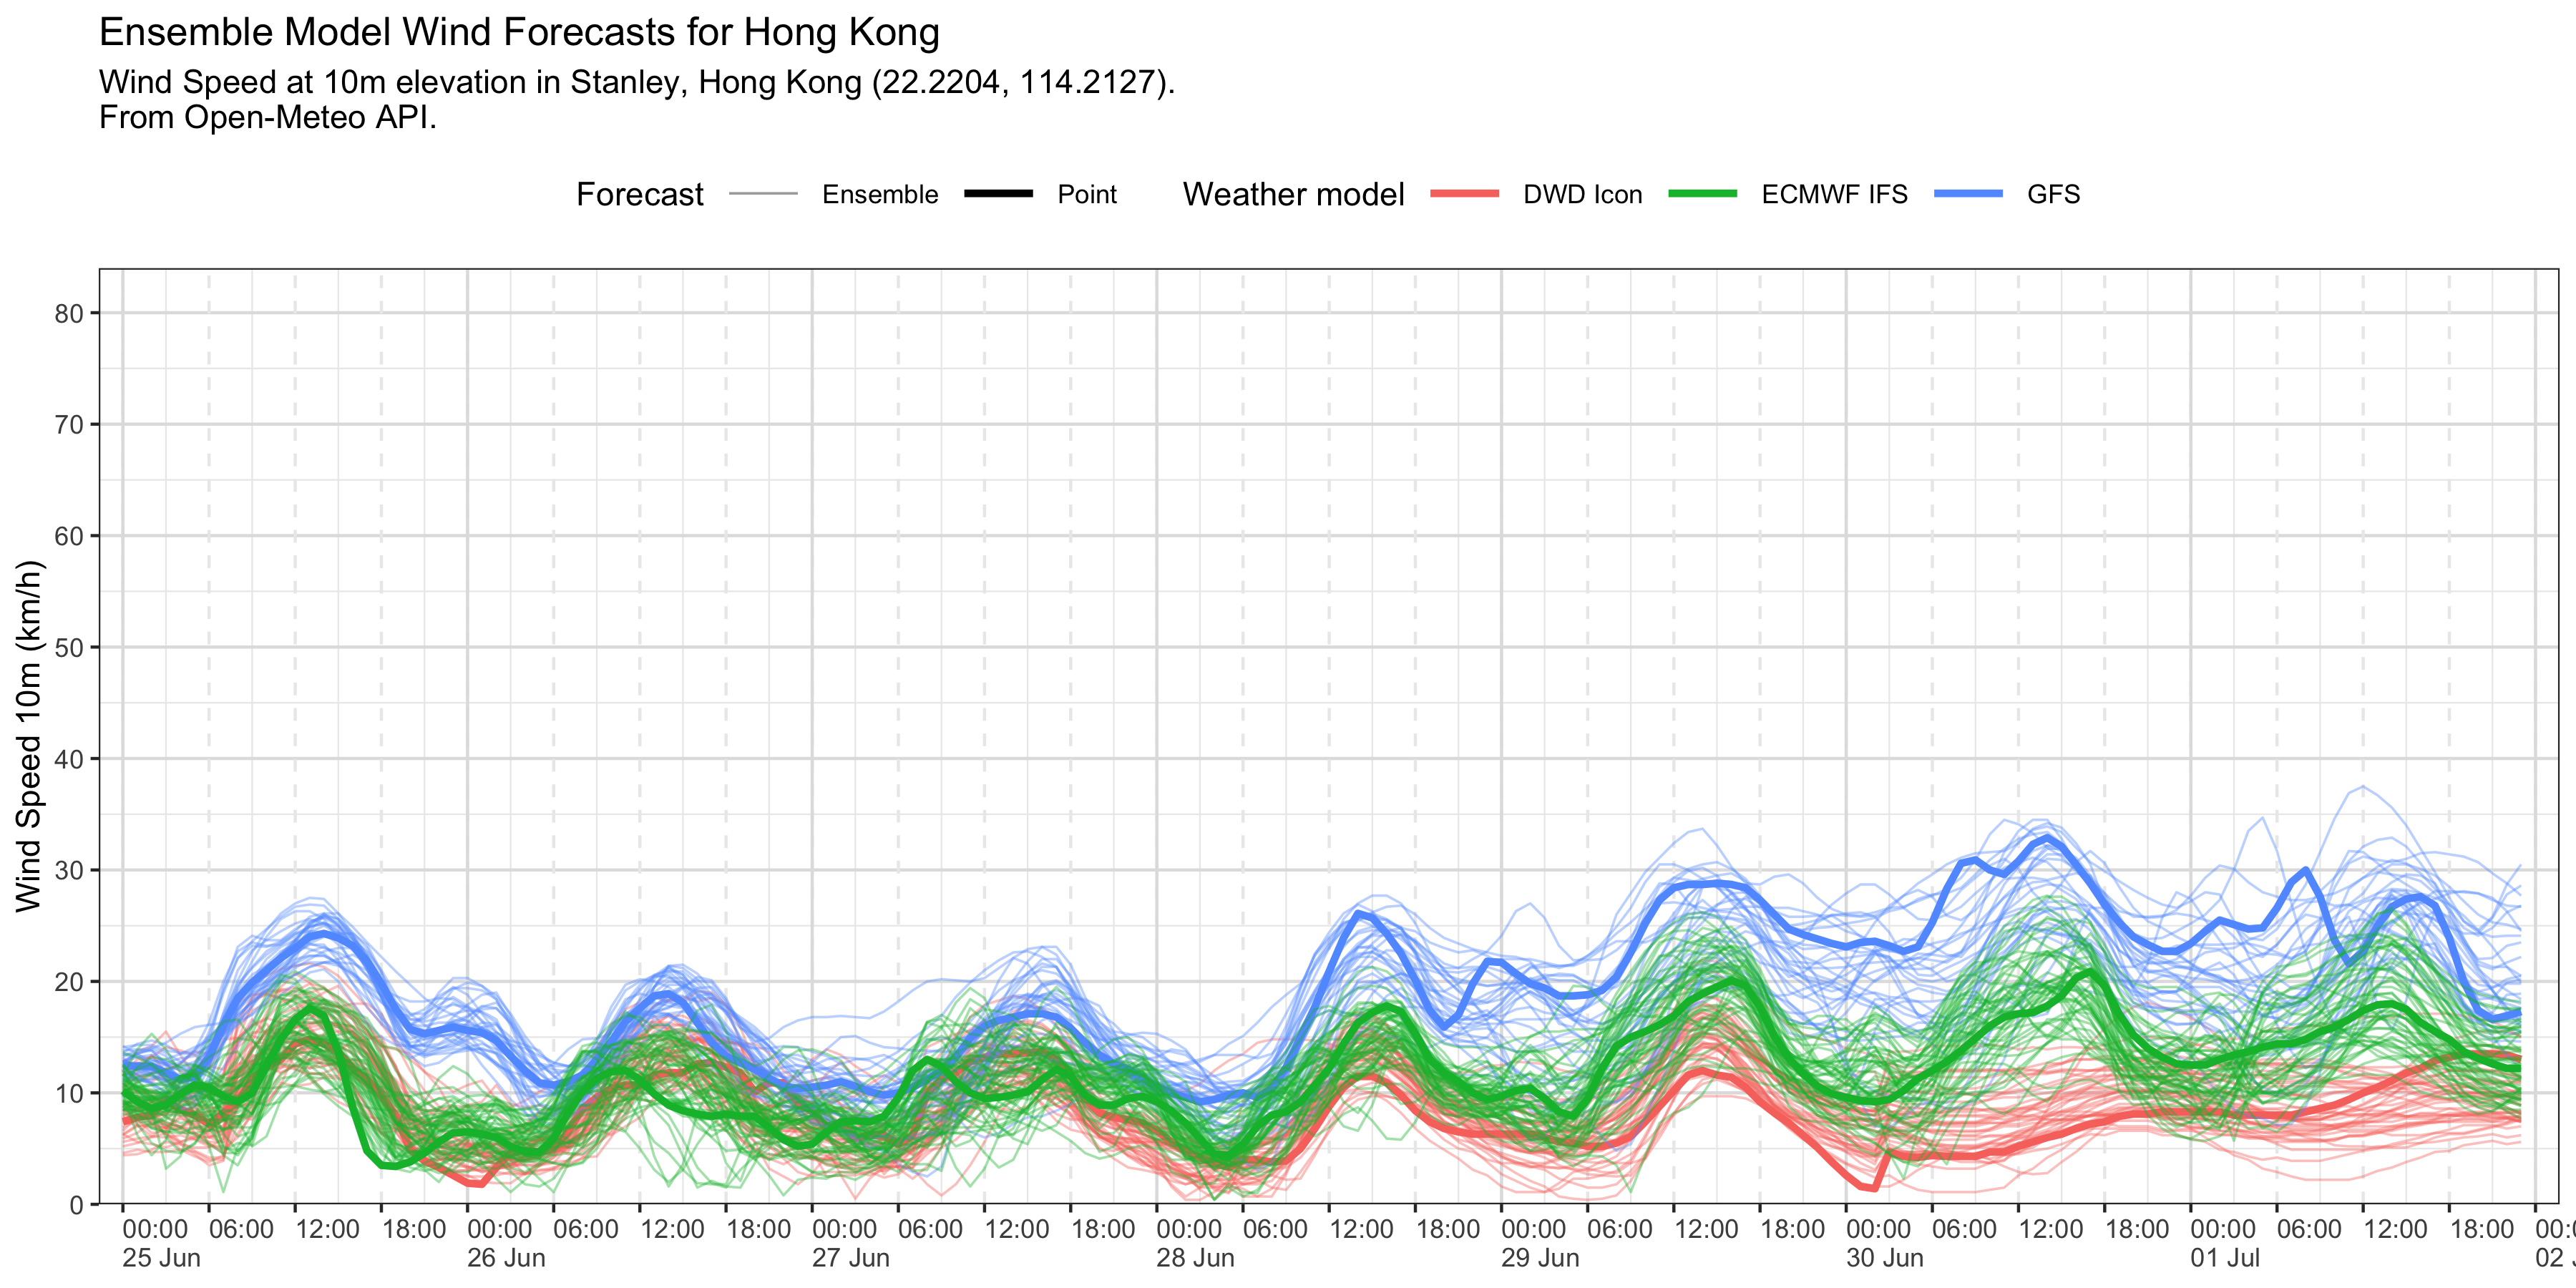 Ensemble Model Wind Forecasts for Hong Kong
Wind Speed at 10m elevation in Stanley, Hong Kong (22.2204, 114.2127).
From Open-Meteo API.
Forecast Ensemble Point Weather model DWD Icon ECMWF IFS GFS
Wind Speed 10m (km/h)
80
70
60
50
40
30
20
10
0
00:00 06:00 12:00 18:00 00:00 06:00 12:00 18:00 00:00 06:00 12:00 18:00 00:00 06:00 12:00 18:00 00:00 06:00 12:00 18:00 00:00 06:00 12:00 18:00 00:00 06:00 12:00 18:00
25 Jun 26 Jun 27 Jun 28 Jun 29 Jun 30 Jun 01 Jul 02